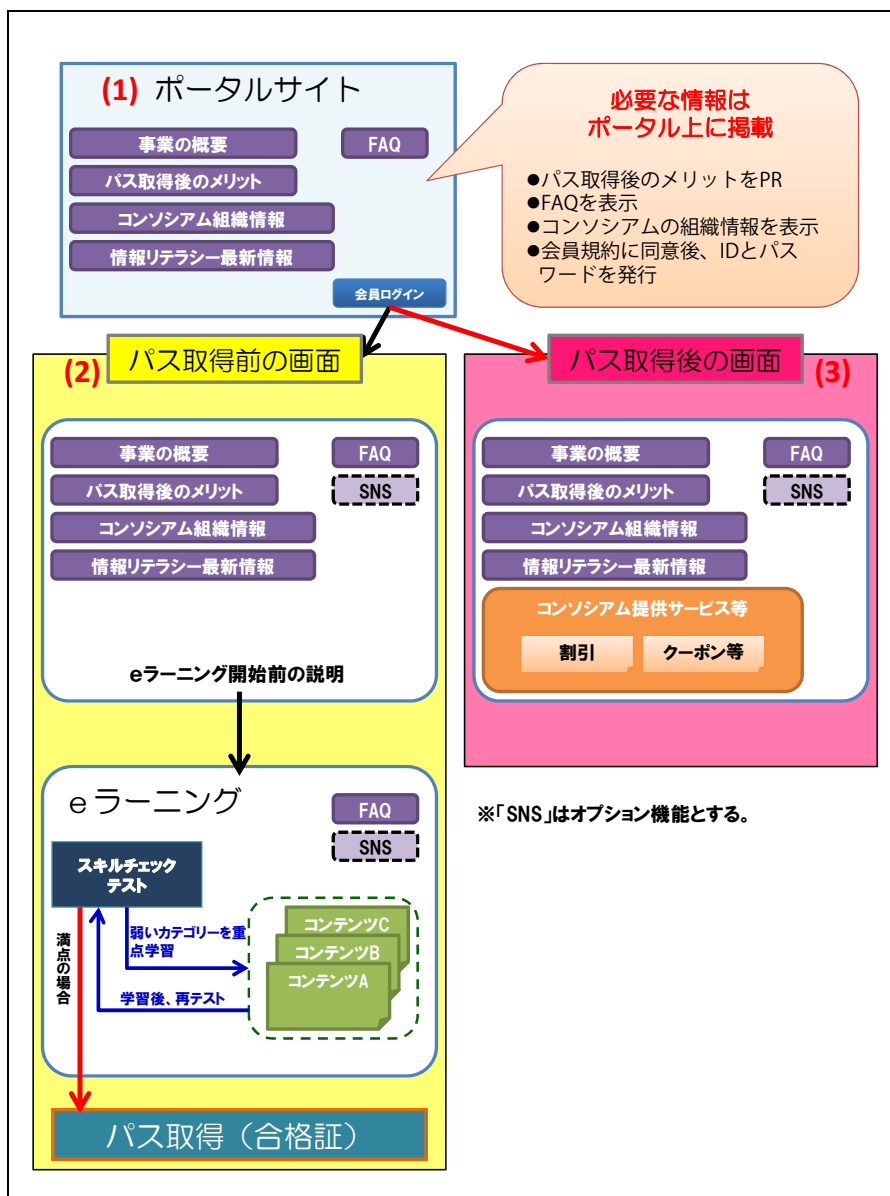 (1) ポータルサイト
事業の概要
FAQ
パス取得後のメリット
コンソシアム組織情報
情報リテラシー最新情報
会員ログイン
必要な情報は
ポータル上に掲載
●パス取得後のメリットをPR
●FAQを表示
●コンソシアムの組織情報を表示
●会員規約に同意後、IDとパス
ワードを発行
(2) パス取得前の画面
事業の概要
FAQ
パス取得後のメリット
SNS
コンソシアム組織情報
情報リテラシー最新情報
eラーニング開始前の説明
eラーニング
FAQ
SNS
スキルチェック
テスト
満点の場合
弱いカテゴリーを重
点学習
学習後、再テスト
コンテンツC
コンテンツB
コンテンツA
パス取得（合格証）
パス取得後の画面 (3)
事業の概要
FAQ
パス取得後のメリット
SNS
コンソシアム組織情報
情報リテラシー最新情報
コンソシアム提供サービス等
割引
クーポン等
※「SNS」はオプション機能とする。